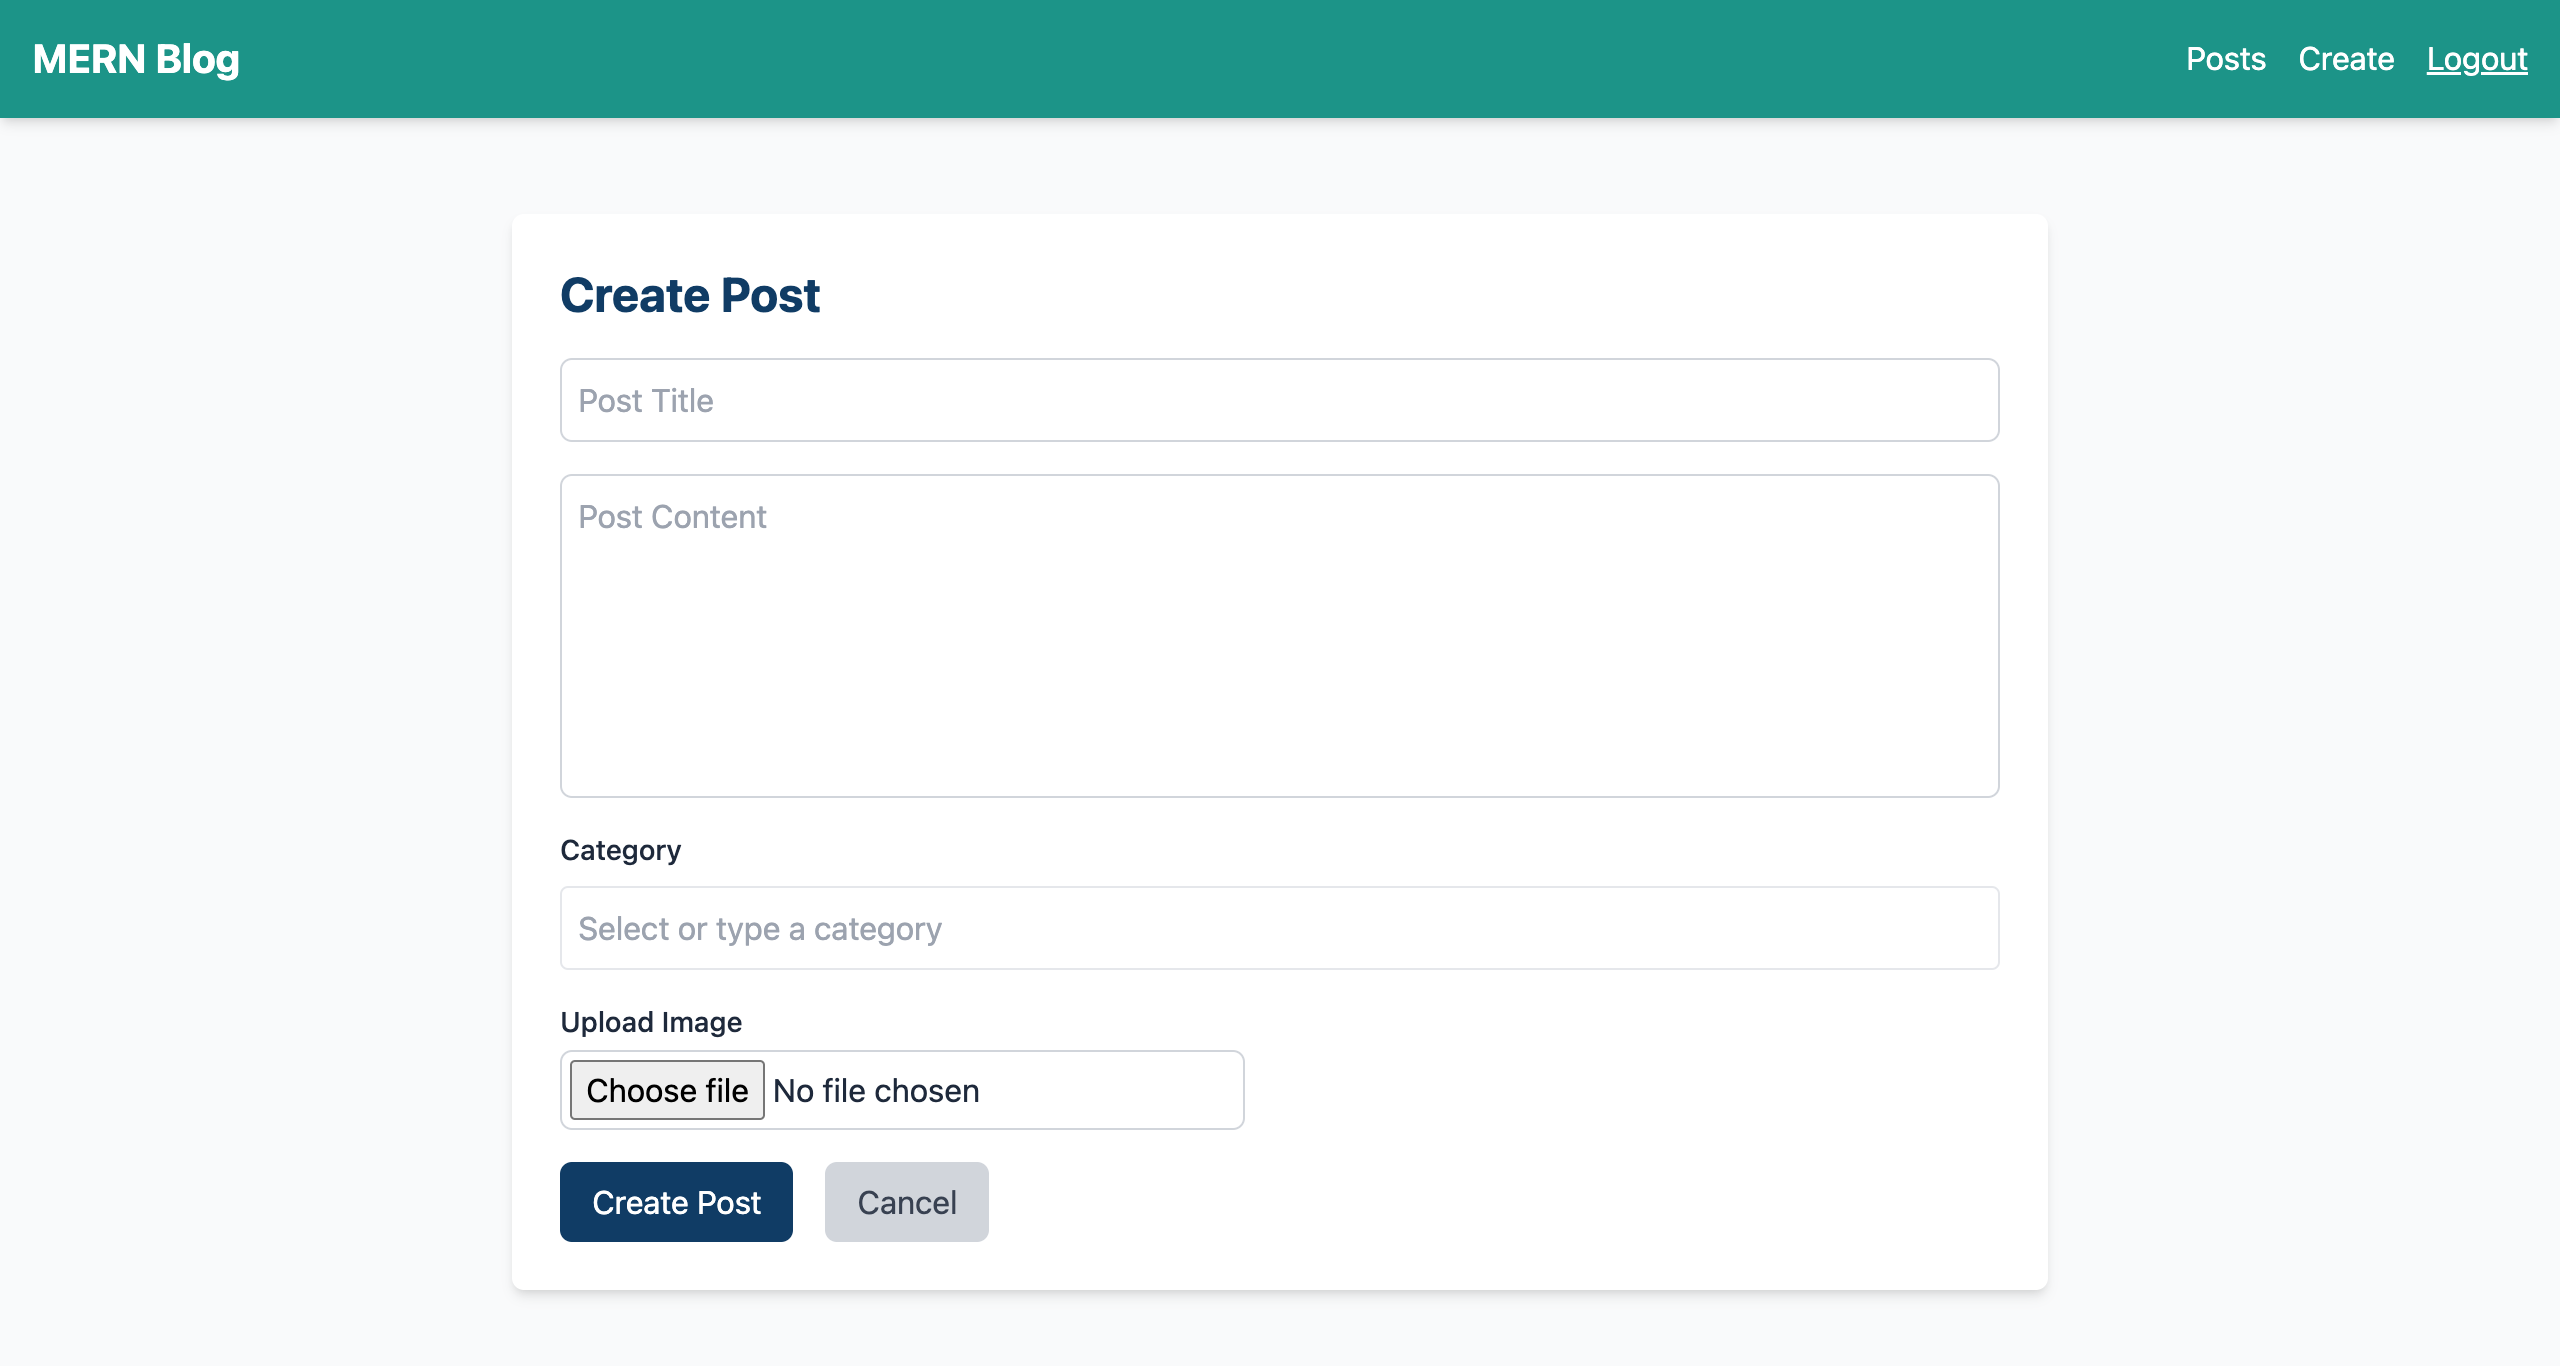 MERN Blog
Posts Create Logout
Create Post
Post Title
Post Content
Category
Select or type a category
Upload Image
Choose file No file chosen
Create Post Cancel